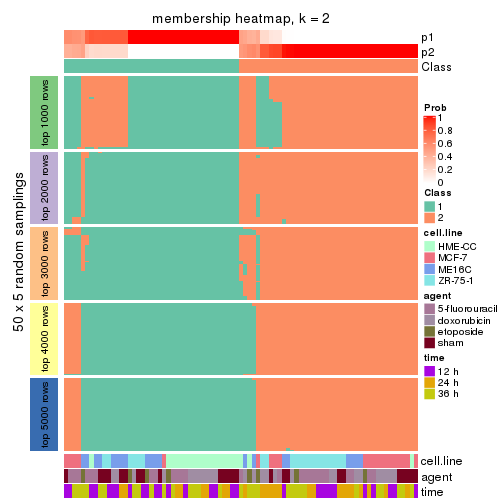 membership heatmap, k = 2
p1
p2
Class
50 x 5 random samplings
top 1000 rows
top 2000 rows
top 3000 rows
top 4000 rows
top 5000 rows
cell.line
agent
time
Prob
1
0.8
0.6
0.4
0.2
0
Class
1
2
cell.line
HME-CC
MCF-7
ME16C
ZR-75-1
agent
5-fluorouracil
doxorubicin
etoposide
sham
time
12 h
24 h
36 h